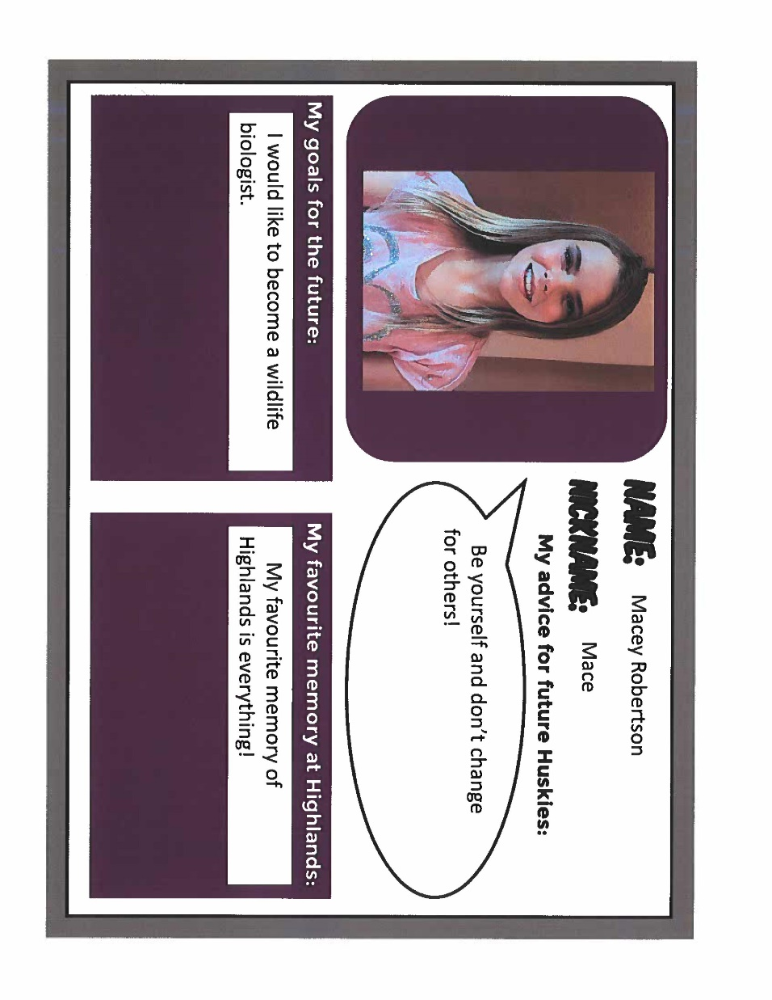 NAME: Macey Robertson
NICKNAME: Mace
My advice for future Huskies:
Be yourself and don't change
for others!
My goals for the future:
I would like to become a wildlife
biologist.
My favourite memory at Highlands:
My favourite memory of
Highlands is everything!